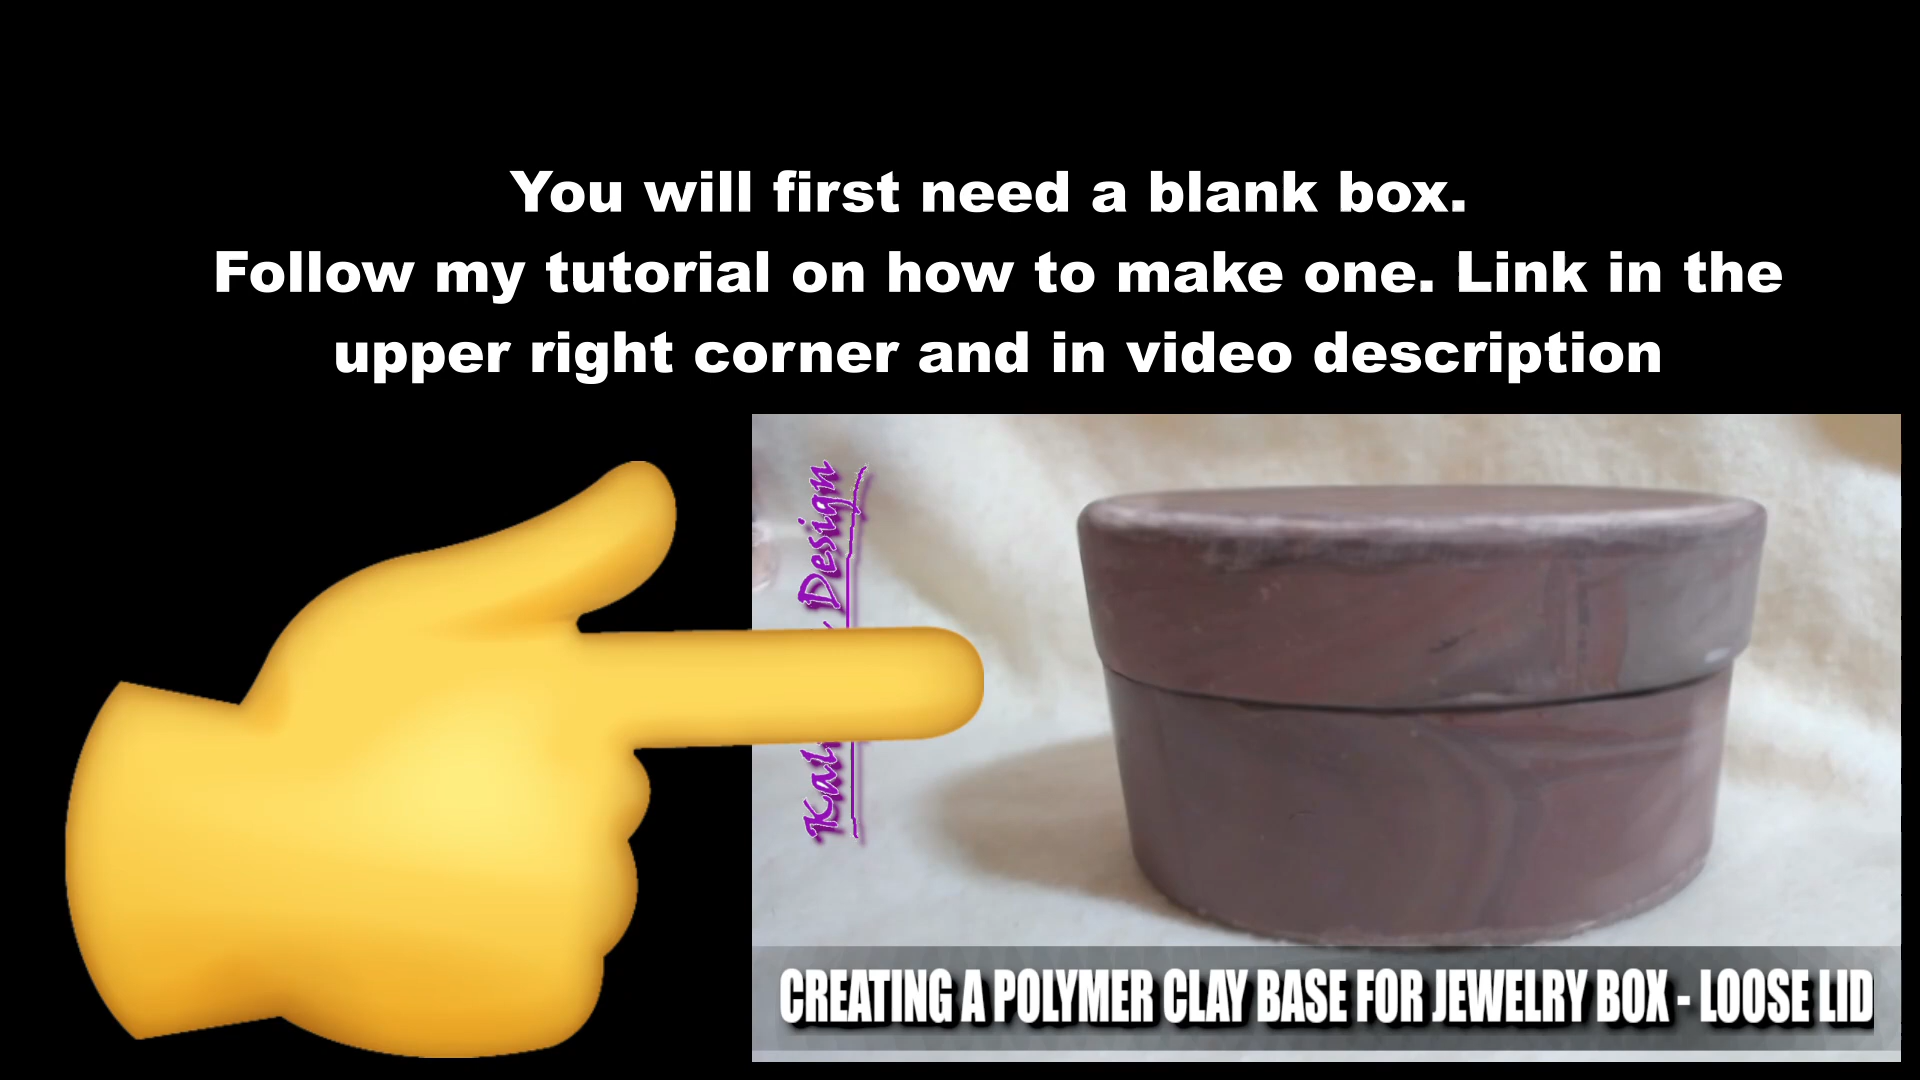 You will first need a blank box.
Follow my tutorial on how to make one. Link in the
upper right corner and in video description
Design
CREATING A POLYMER CLAY BASE FOR JEWELRY BOX - LOOSE LID